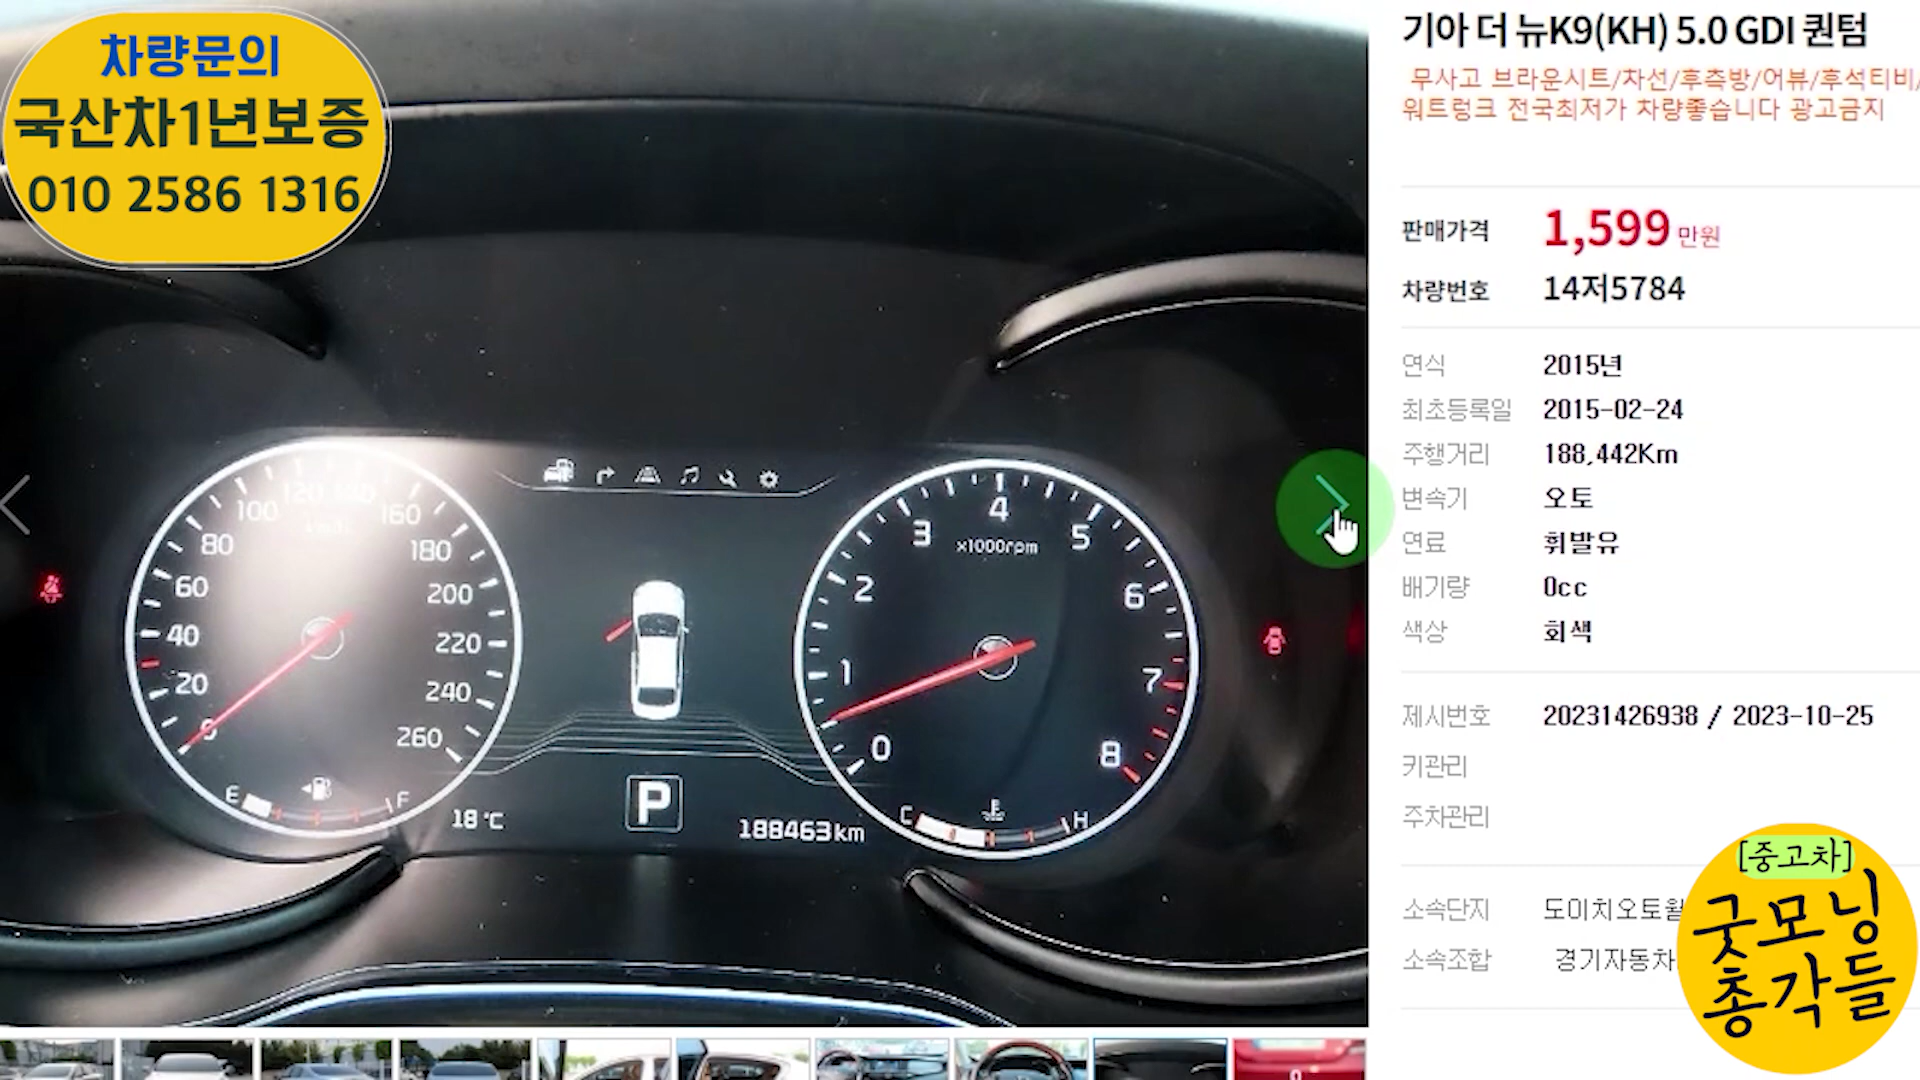 차량문의
국산차1년보증
010 2586 1316
기아 더 뉴K9(KH) 5.0 GDI 퀀텀
무사고 브라운시트/차선/후측방/어뷰/후석티비/
워트렁크 전국최저가 차량좋습니다 광고금지
판매가격 1,599 만원
차량번호 14저5784
연식 2015년
최초등록일 2015-02-24
주행거리 188,442Km
변속기 오토
연료 휘발유
배기량 0cc
색상 회색
제시번호 20231426938 / 2023-10-25
키관리
주차관리
소속단지 도이치오토월
소속조합 경기자동차
[중고차]
굿모닝
총각들
0 20 40 60 80 100 120 140 160 180 200 220 240 260
E F
18 °C
P
188463 km
x1000rpm
0 1 2 3 4 5 6 7 8
C H